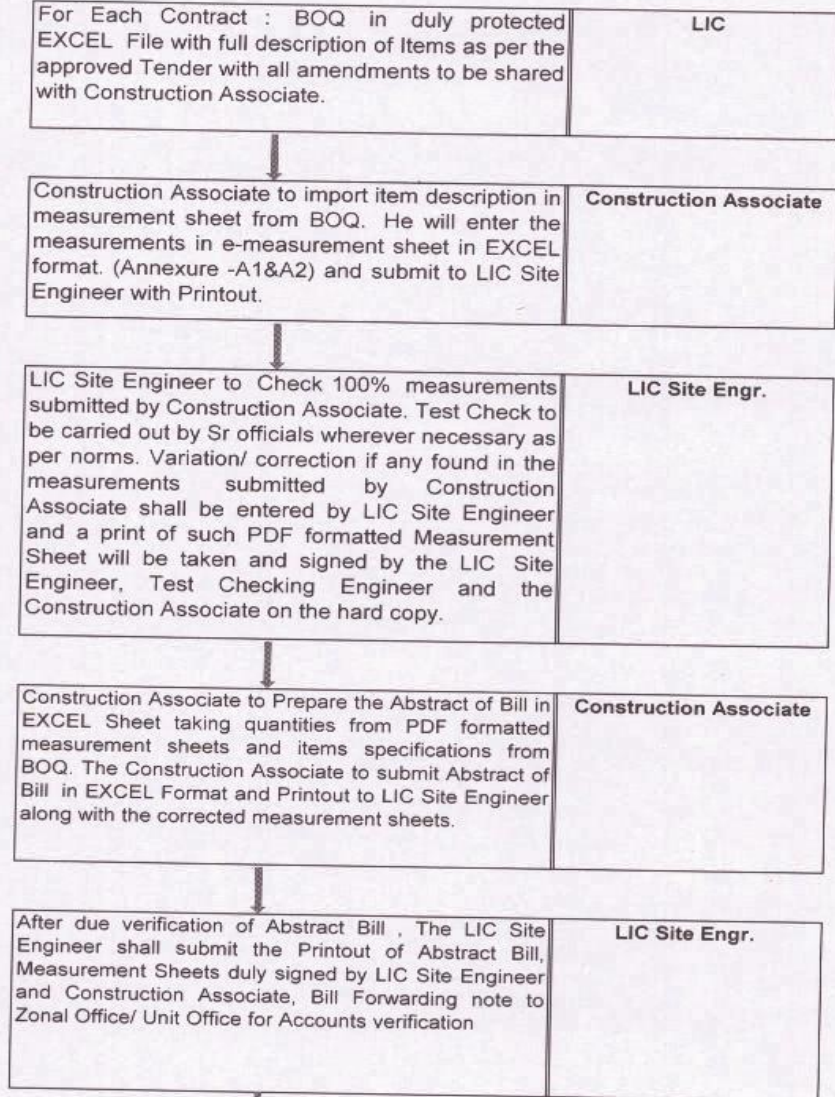 For Each Contract : BOQ in duly protected
EXCEL File with full description of Items as per the
approved Tender with all amendments to be shared
with Construction Associate.
LIC
Construction Associate to import item description in
measurement sheet from BOQ. He will enter the
measurements in e-measurement sheet in EXCEL
format. (Annexure -A1&A2) and submit to LIC Site
Engineer with Printout.
Construction Associate
LIC Site Engineer to Check 100% measurements
submitted by Construction Associate. Test Check to
be carried out by Sr officials wherever necessary as
per norms. Variation/ correction if any found in the
measurements submitted by Construction
Associate shall be entered by LIC Site Engineer
and a print of such PDF formatted Measurement
Sheet will be taken and signed by the LIC Site
Engineer, Test Checking Engineer and the
Construction Associate on the hard copy.
LIC Site Engr.
Construction Associate to Prepare the Abstract of Bill in
EXCEL Sheet taking quantities from PDF formatted
measurement sheets and items specifications from
BOQ. The Construction Associate to submit Abstract of
Bill in EXCEL Format and Printout to LIC Site Engineer
along with the corrected measurement sheets.
Construction Associate
After due verification of Abstract Bill , The LIC Site
Engineer shall submit the Printout of Abstract Bill,
Measurement Sheets duly signed by LIC Site Engineer
and Construction Associate, Bill Forwarding note to
Zonal Office/ Unit Office for Accounts verification
LIC Site Engr.